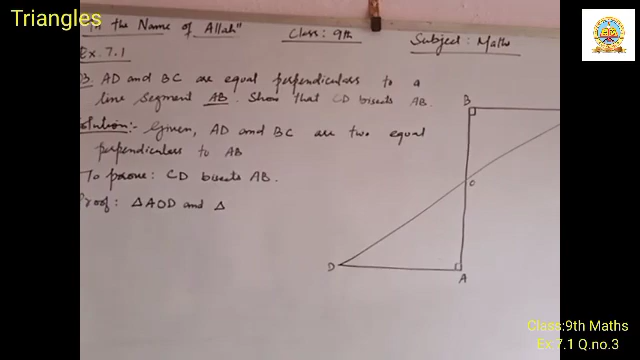 Triangles
"In the Name of Allah"
Class: 9th
Subject: Maths
Ex. 7.1
Q3 AD and BC are equal perpendiculars to a
line segment AB. Show that CD bisects AB.
Solution:- Given, AD and BC are two equal
perpendiculars to AB
To prove: CD bisects AB.
Proof: △AOD and △
B
O
D
A
Class:9th Maths
Ex.7.1 Q.no.3